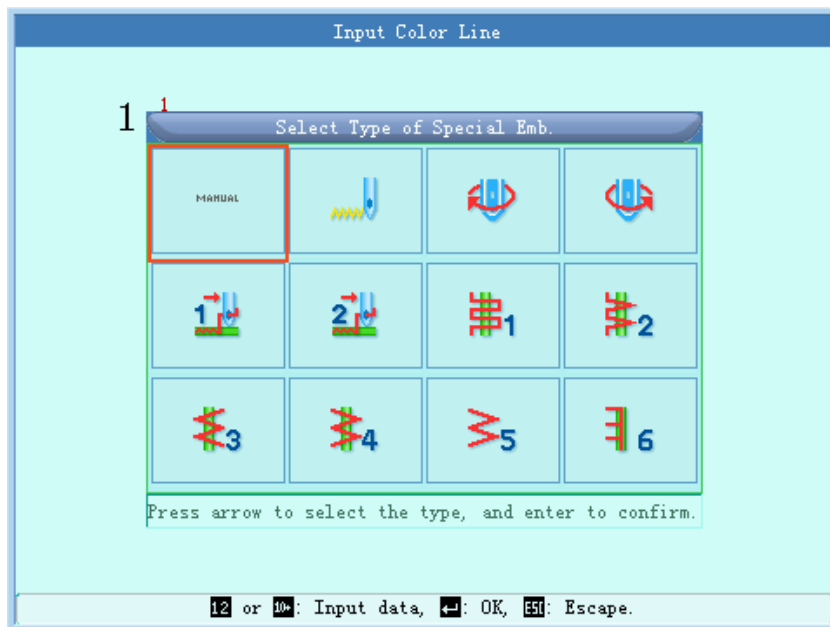 Input Color Line
1
1
Select Type of Special Emb.
MANUAL
1 2 1 2
3 4 5 6
Press arrow to select the type, and enter to confirm.
12 or 10+: Input data, ↵: OK, ESC: Escape.